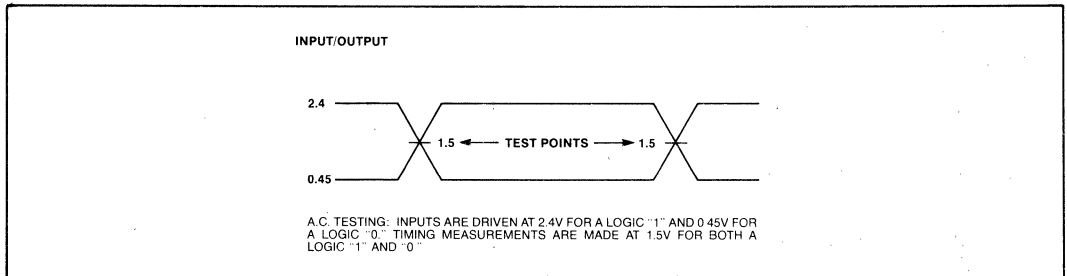 INPUT/OUTPUT
2.4
1.5 TEST POINTS 1.5
0.45
A.C. TESTING: INPUTS ARE DRIVEN AT 2.4V FOR A LOGIC "1" AND 0 45V FOR
A LOGIC "0." TIMING MEASUREMENTS ARE MADE AT 1.5V FOR BOTH A
LOGIC "1" AND "0"